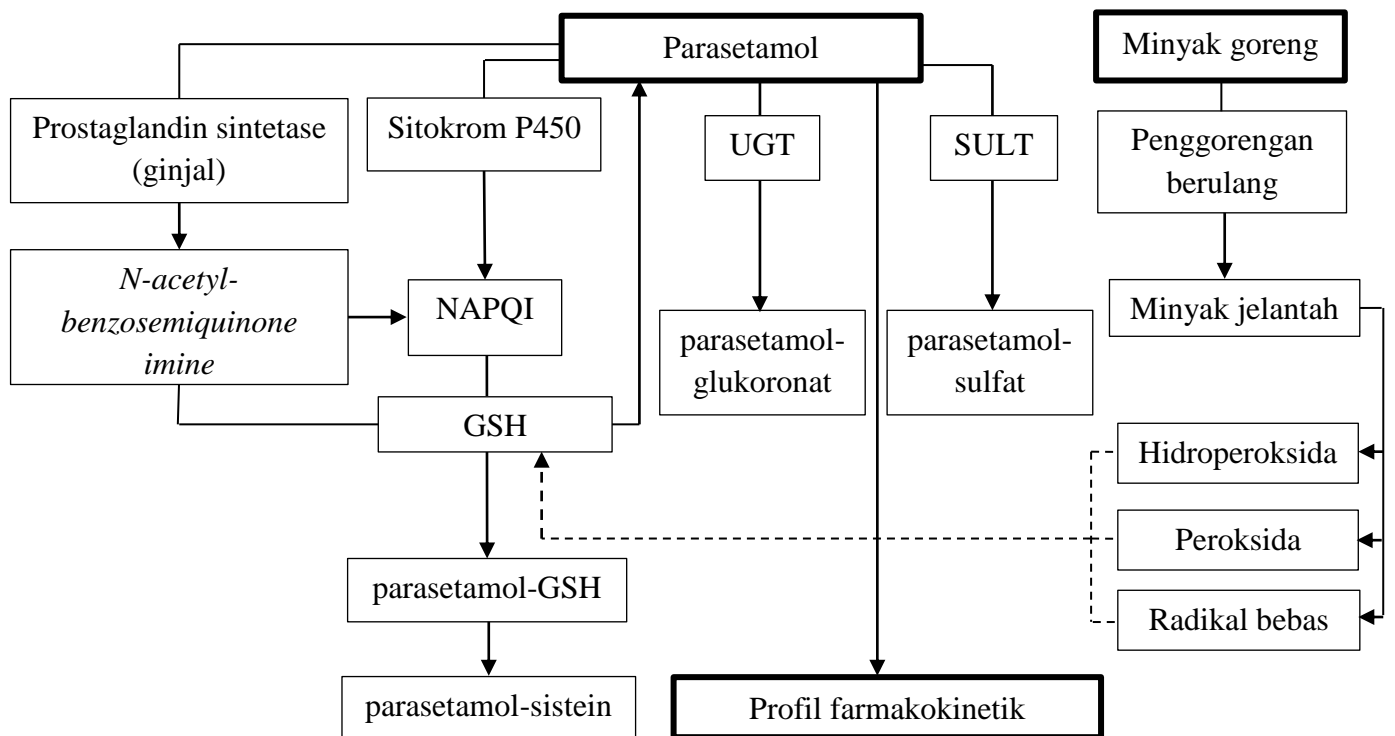 Parasetamol
Minyak goreng
Prostaglandin sintetase
(ginjal)
Sitokrom P450
UGT
SULT
Penggorengan
berulang
N-acetyl-
benzosemiquinone
imine
NAPQI
parasetamol-
glukoronat
parasetamol-
sulfat
Minyak jelantah
GSH
Hidroperoksida
Peroksida
parasetamol-GSH
Radikal bebas
parasetamol-sistein
Profil farmakokinetik